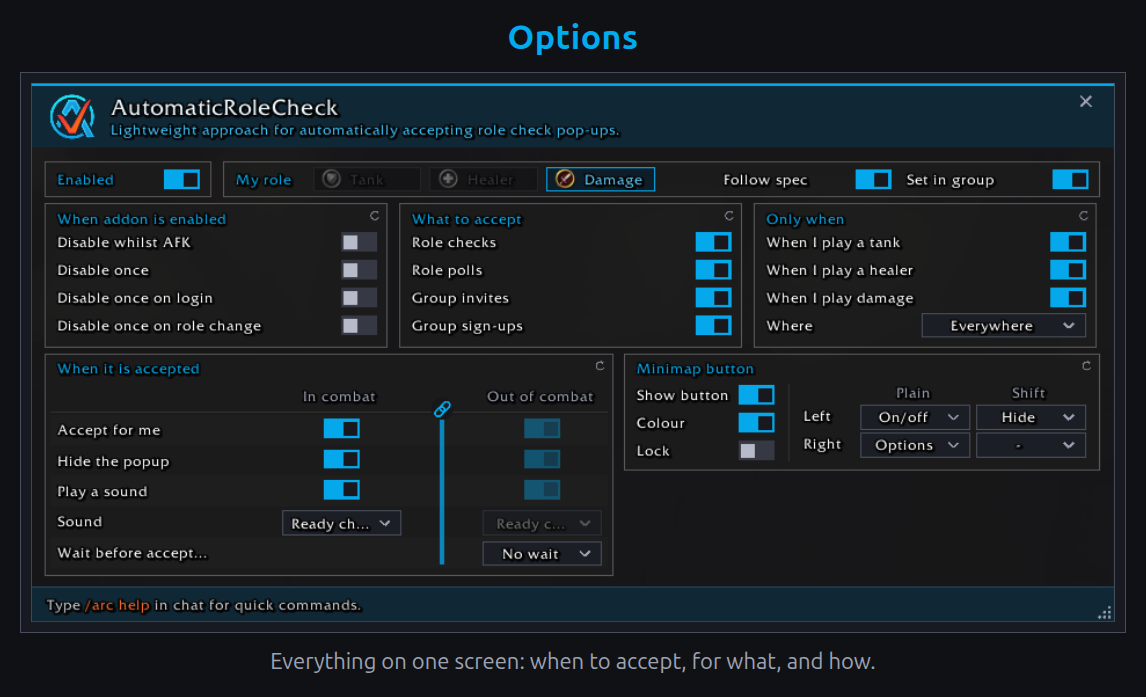 Options
AutomaticRoleCheck
Lightweight approach for automatically accepting role check pop-ups.
Enabled
My role Tank Healer Damage Follow spec Set in group
When addon is enabled
Disable whilst AFK
Disable once
Disable once on login
Disable once on role change
What to accept
Role checks
Role polls
Group invites
Group sign-ups
Only when
When I play a tank
When I play a healer
When I play damage
Where Everywhere
When it is accepted
In combat Out of combat
Accept for me
Hide the popup
Play a sound
Sound Ready ch... Ready c...
Wait before accept... No wait
Minimap button
Show button
Colour
Lock
Plain Shift
Left On/off Hide
Right Options -
Type /arc help in chat for quick commands.
Everything on one screen: when to accept, for what, and how.